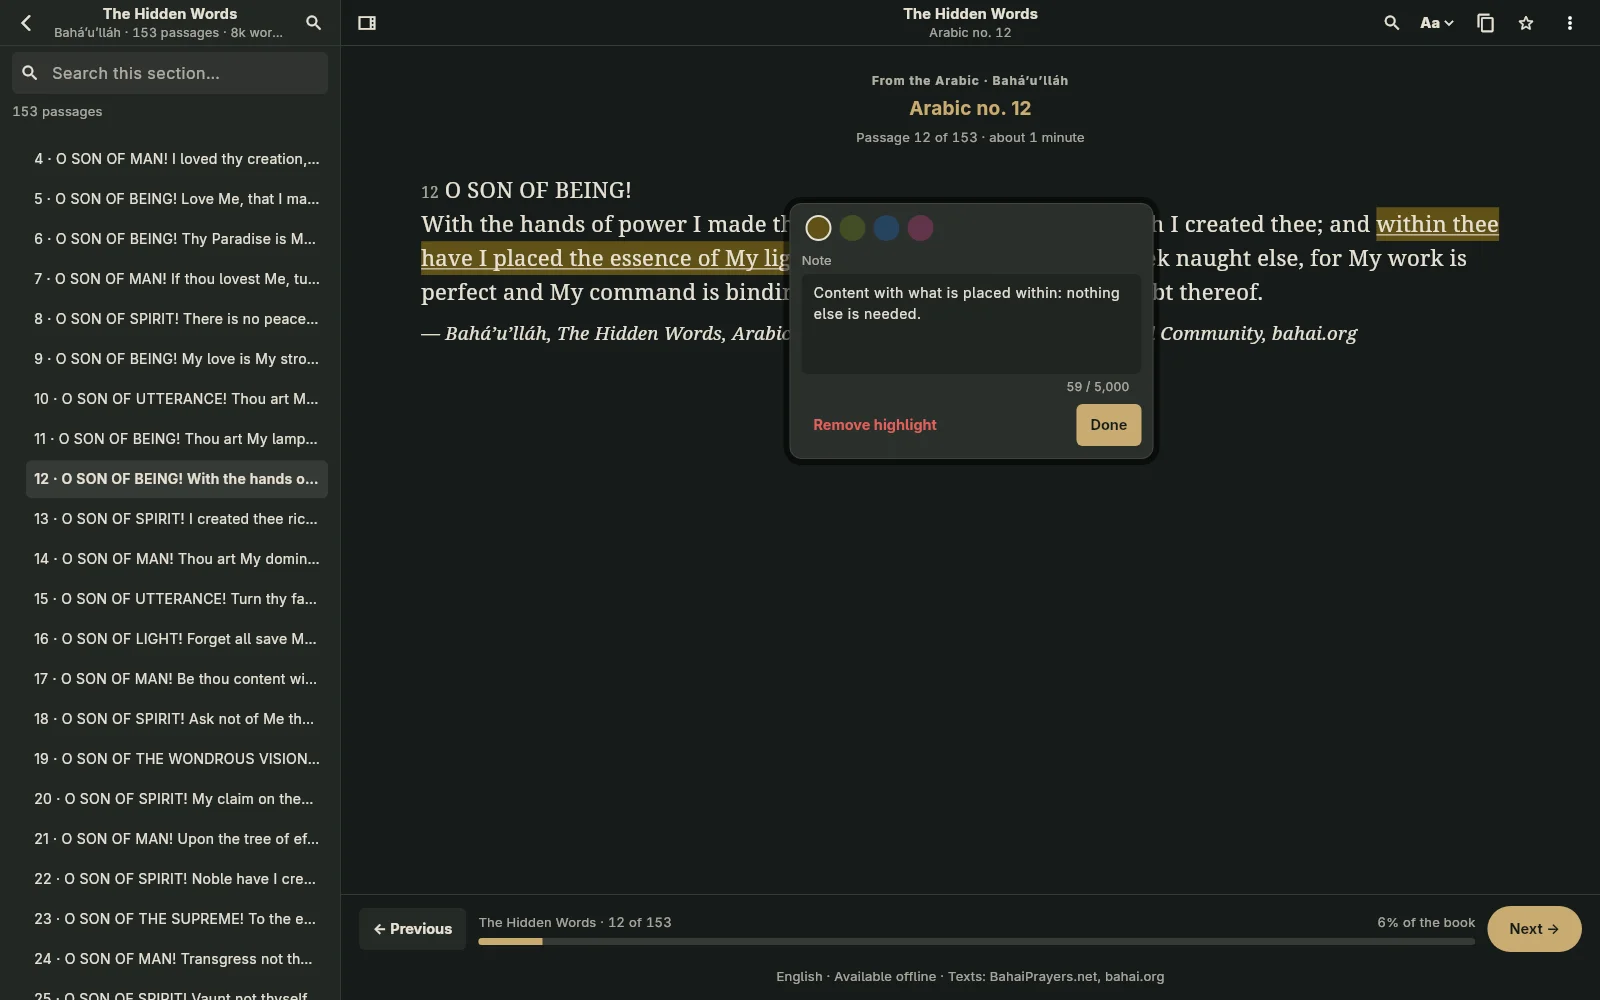 The Hidden Words
Bahá’u’lláh · 153 passages · 8k wor...
Search this section...
153 passages
4 · O SON OF MAN! I loved thy creation,...
5 · O SON OF BEING! Love Me, that I ma...
6 · O SON OF BEING! Thy Paradise is M...
7 · O SON OF MAN! If thou lovest Me, tu...
8 · O SON OF SPIRIT! There is no peace...
9 · O SON OF BEING! My love is My stro...
10 · O SON OF UTTERANCE! Thou art M...
11 · O SON OF BEING! Thou art My lamp...
12 · O SON OF BEING! With the hands o...
13 · O SON OF SPIRIT! I created thee ric...
14 · O SON OF MAN! Thou art My domin...
15 · O SON OF UTTERANCE! Turn thy fa...
16 · O SON OF LIGHT! Forget all save M...
17 · O SON OF MAN! Be thou content wi...
18 · O SON OF SPIRIT! Ask not of Me th...
19 · O SON OF THE WONDROUS VISION...
20 · O SON OF SPIRIT! My claim on the...
21 · O SON OF MAN! Upon the tree of ef...
22 · O SON OF SPIRIT! Noble have I cre...
23 · O SON OF THE SUPREME! To the e...
24 · O SON OF MAN! Transgress not th...
25 · O SON OF SPIRIT! Vaunt not thyself
The Hidden Words
Arabic no. 12
Aa
From the Arabic · Bahá’u’lláh
Arabic no. 12
Passage 12 of 153 · about 1 minute
12 O SON OF BEING!
With the hands of power I made I created thee; and within thee
have I placed the essence of My naught else, for My work is
perfect and My command is thereof.
— Bahá’u’lláh, The Hidden Words, Community, bahai.org
Note
Content with what is placed within: nothing
else is needed.
59 / 5,000
Remove highlight
Done
← Previous
The Hidden Words · 12 of 153
6% of the book
Next →
English · Available offline · Texts: BahaiPrayers.net, bahai.org